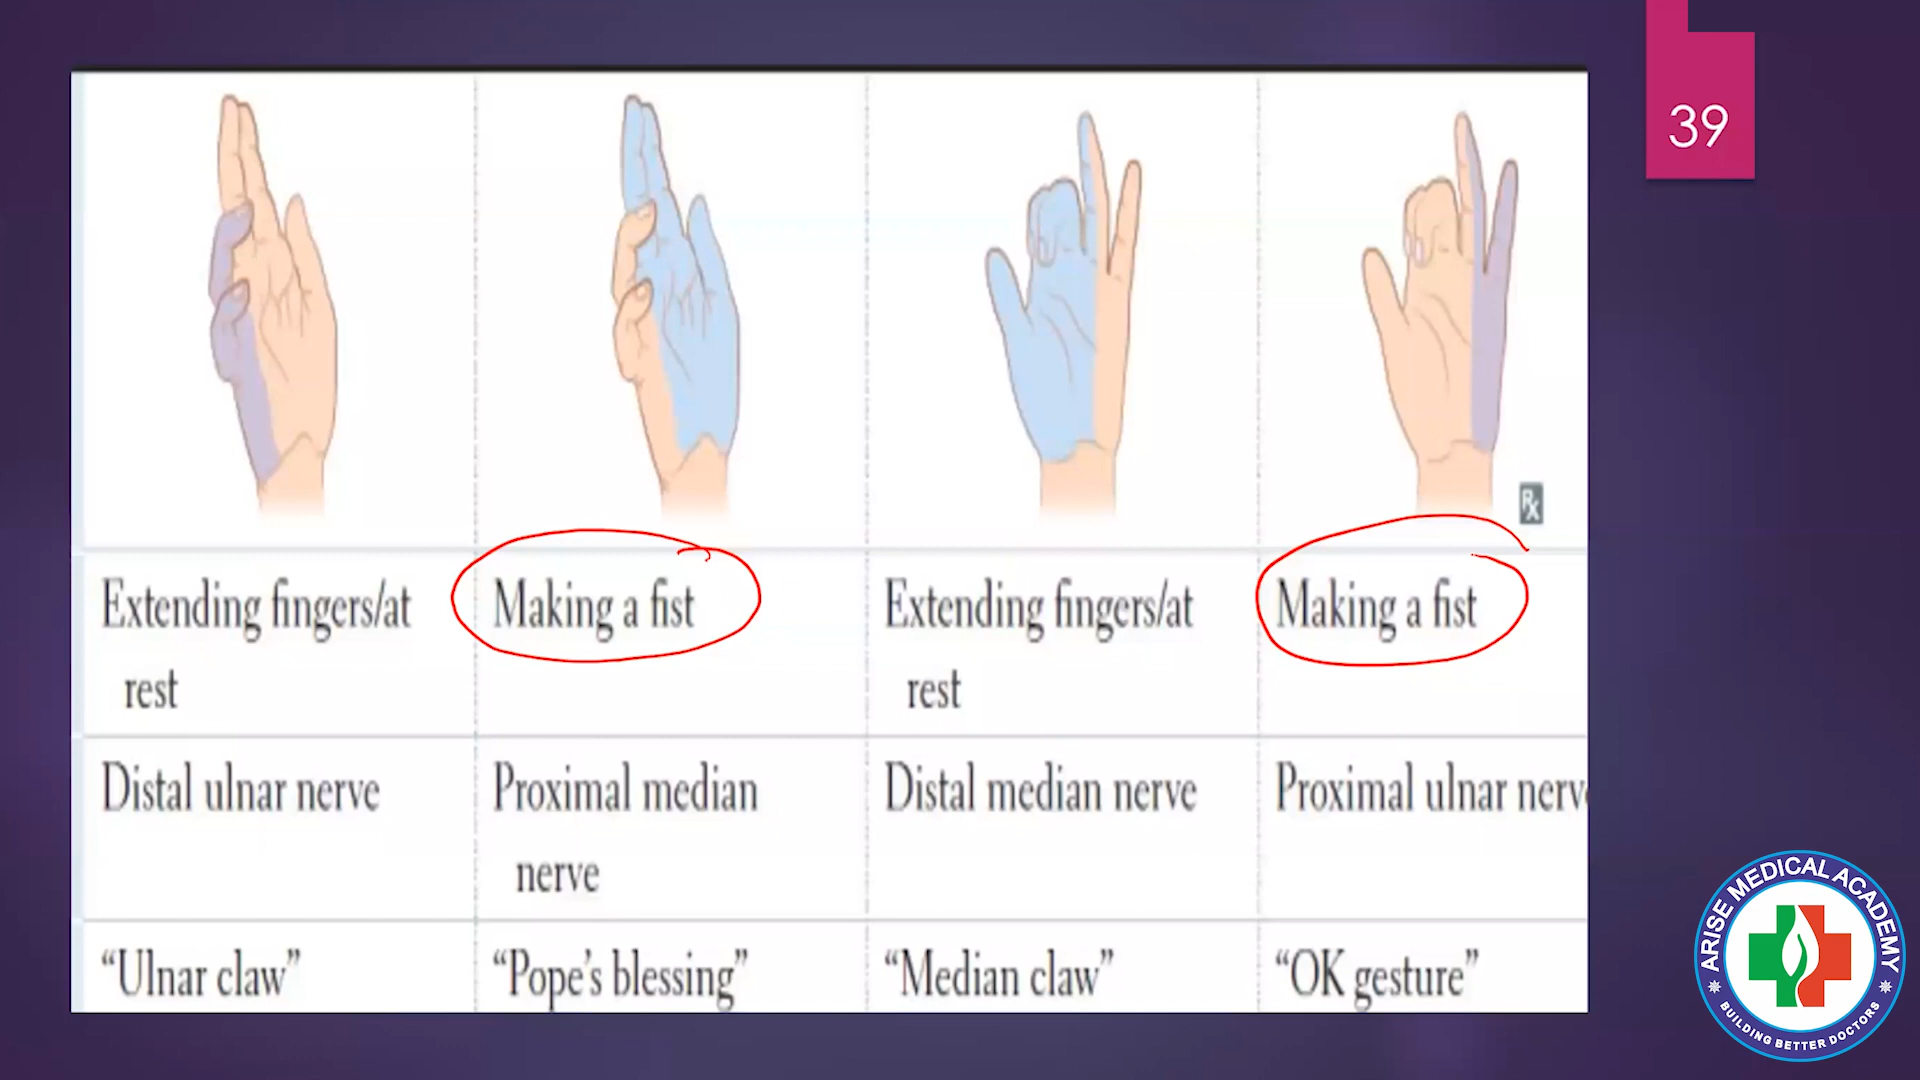 39
Rx
Extending fingers/at
rest
Making a fist
Extending fingers/at
rest
Making a fist
Distal ulnar nerve
Proximal median
nerve
Distal median nerve
Proximal ulnar nerv
“Ulnar claw”
“Pope’s blessing”
“Median claw”
“OK gesture”
ARISE MEDICAL ACADEMY
BUILDING BETTER DOCTORS